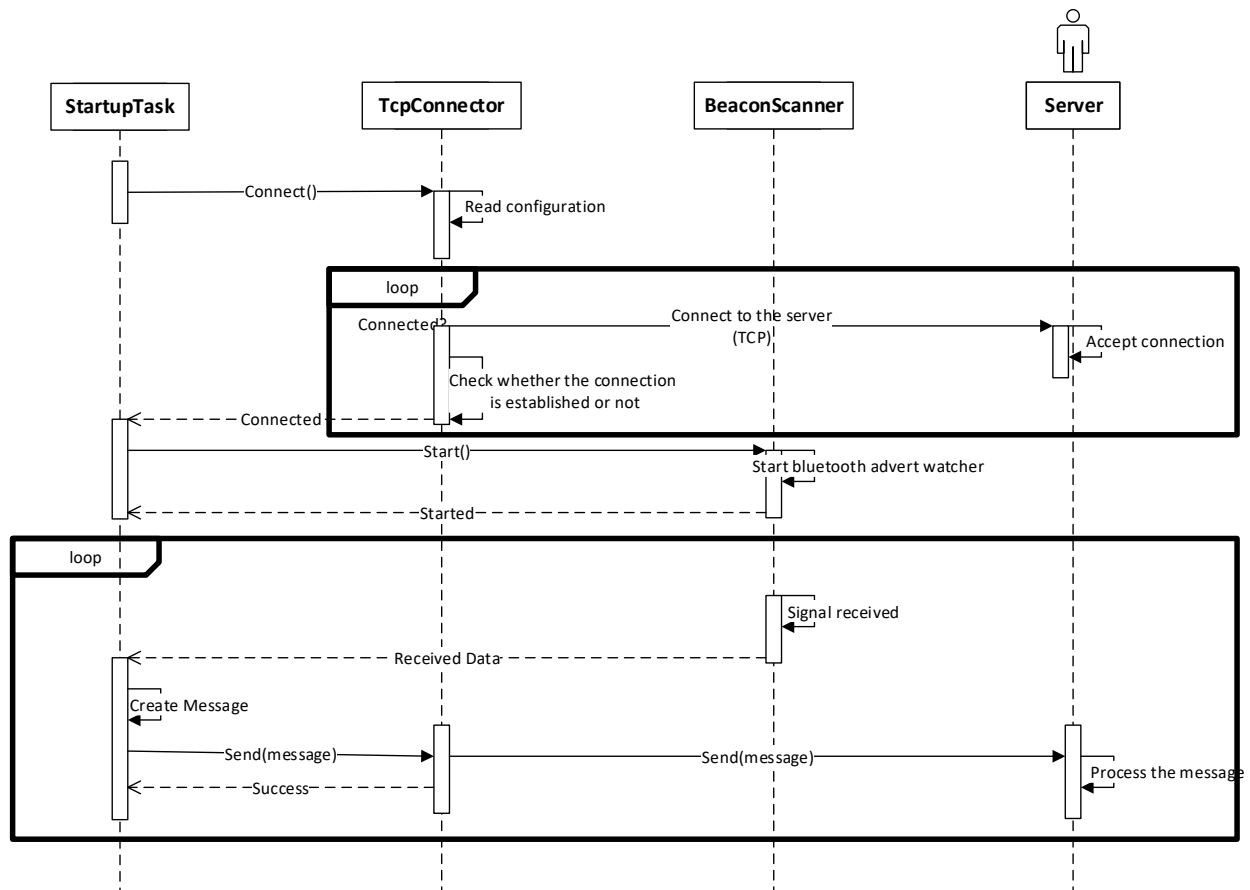 StartupTask
TcpConnector
BeaconScanner
Server
Connect()
Read configuration
loop
Connected?
Connect to the server
(TCP)
Accept connection
Check whether the connection
is established or not
Connected
Start()
Start bluetooth advert watcher
Started
loop
Signal received
Received Data
Create Message
Send(message)
Send(message)
Process the message
Success